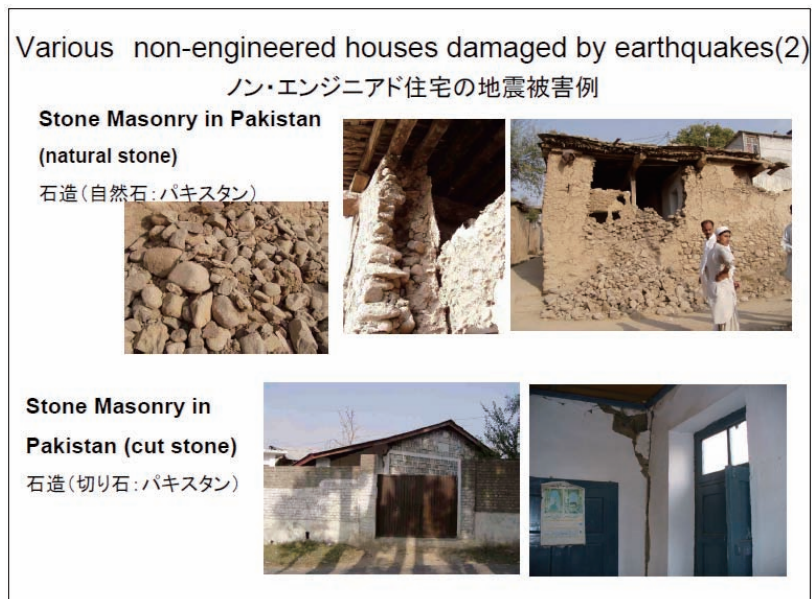 Various non-engineered houses damaged by earthquakes(2)
ノン・エンジニアド住宅の地震被害例
Stone Masonry in Pakistan
(natural stone)
石造(自然石:パキスタン)
Stone Masonry in
Pakistan (cut stone)
石造(切り石:パキスタン)